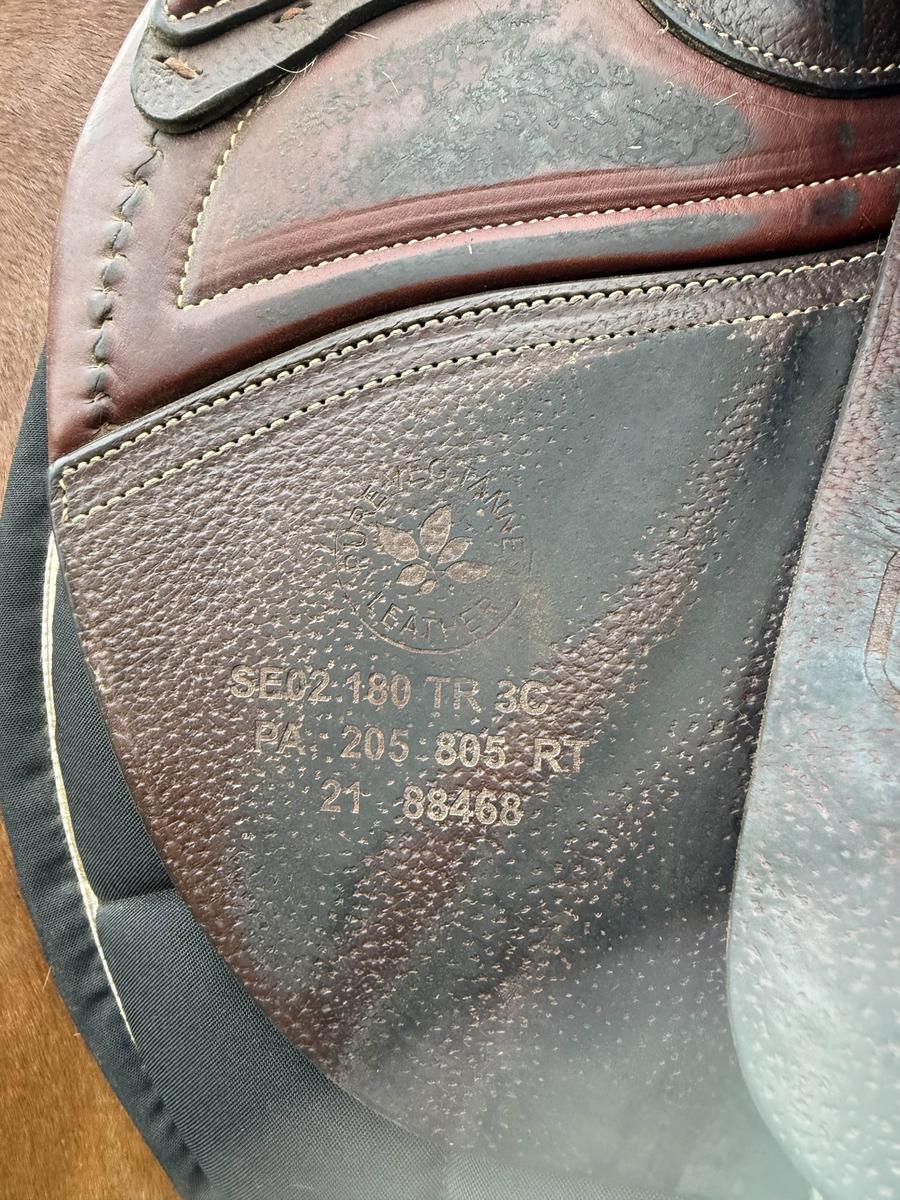 PURE VEG TANNED
LEATHER
SE02 180 TR 3C
PA : 205 805 RT
21 88468